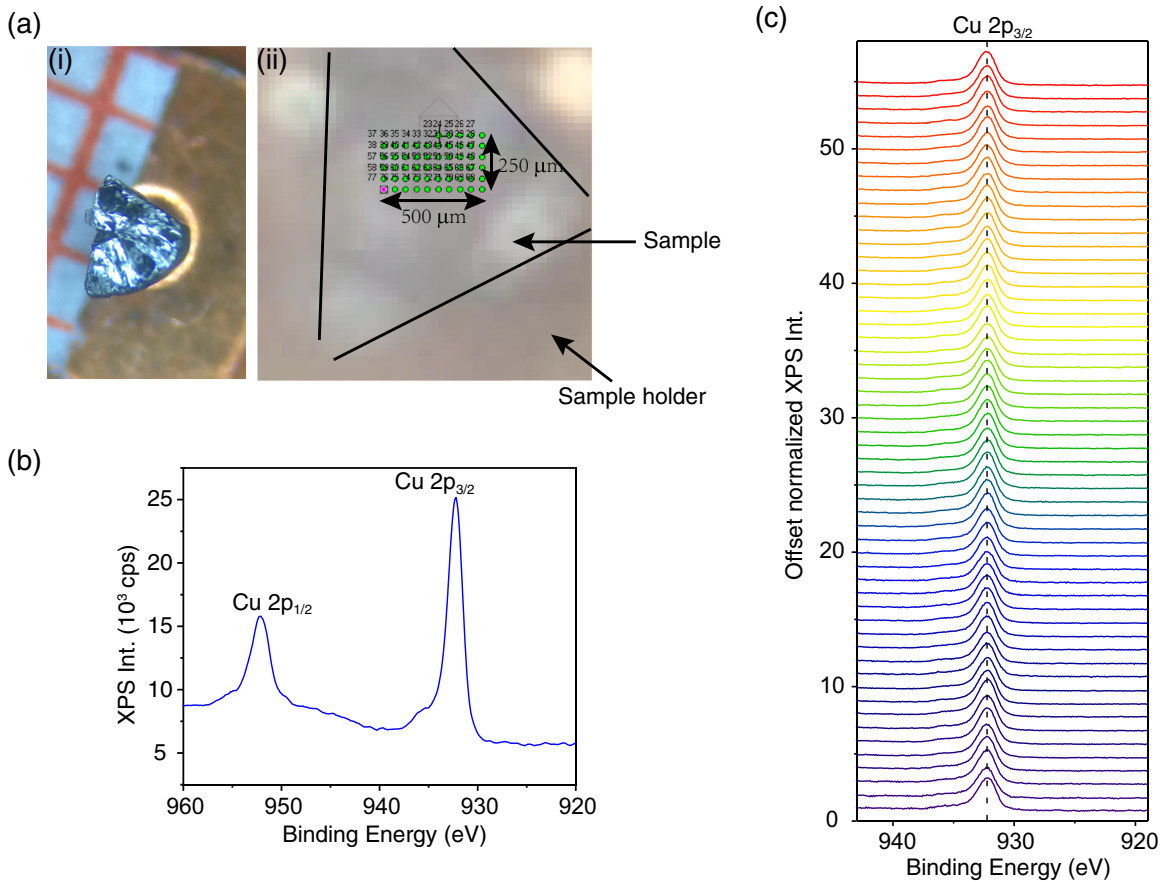 (a)
(i)
(ii)
23 24 25 26 27
37 36 35 34 33
38
57
58
77
250 μm
500 μm
Sample
Sample holder
(b)
Cu 2p3/2
Cu 2p1/2
XPS Int. (10³ cps)
25
20
15
10
5
960 950 940 930 920
Binding Energy (eV)
(c)
Cu 2p3/2
Offset normalized XPS Int.
50
40
30
20
10
0
940 930 920
Binding Energy (eV)